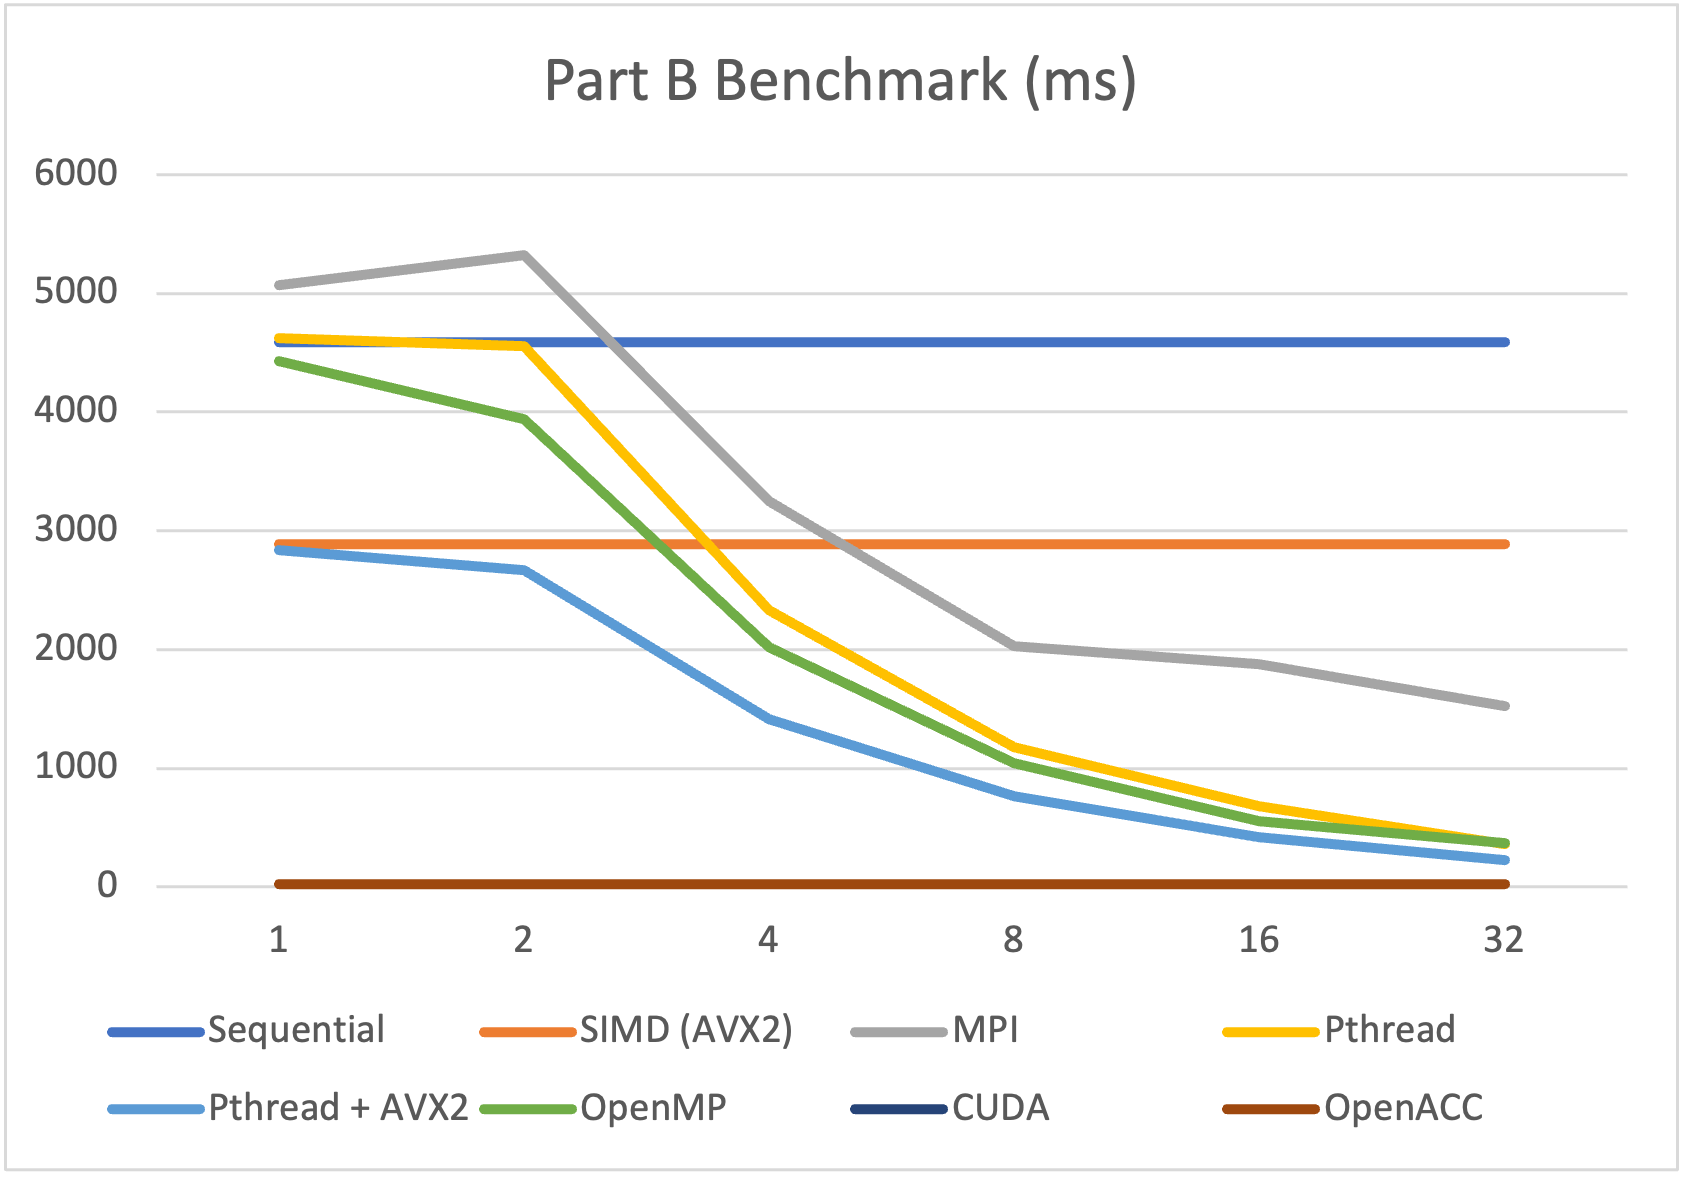 Part B Benchmark (ms)
6000
5000
4000
3000
2000
1000
0
1 2 4 8 16 32
Sequential SIMD (AVX2) MPI Pthread
Pthread + AVX2 OpenMP CUDA OpenACC